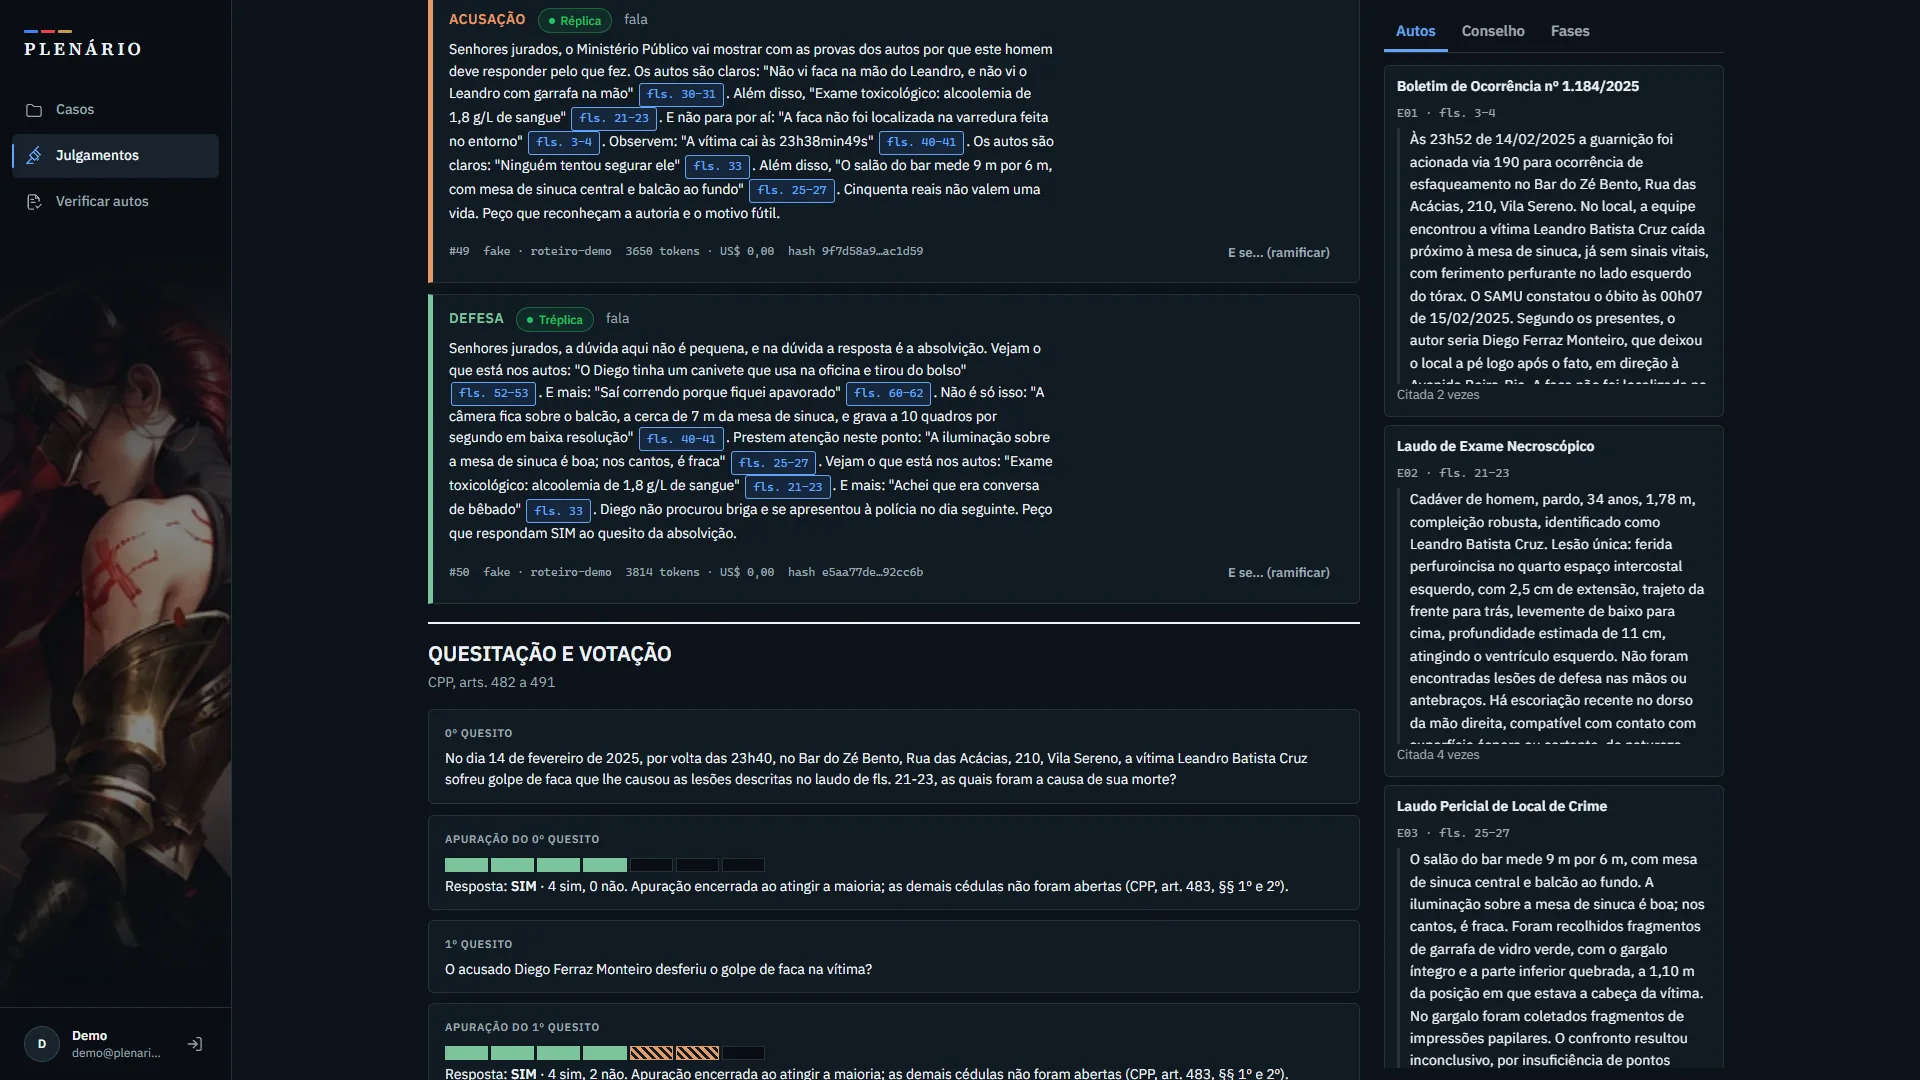 PLENÁRIO
Casos
Julgamentos
Verificar autos
D
Demo
demo@plenari...
ACUSAÇÃO
Réplica
fala
Senhores jurados, o Ministério Público vai mostrar com as provas dos autos por que este homem
deve responder pelo que fez. Os autos são claros: "Não vi faca na mão do Leandro, e não vi o
Leandro com garrafa na mão" fls. 30–31 . Além disso, "Exame toxicológico: alcoolemia de
1,8 g/L de sangue" fls. 21–23 . E não para por aí: "A faca não foi localizada na varredura feita
no entorno" fls. 3–4 . Observem: "A vítima cai às 23h38min49s" fls. 40–41 . Os autos são
claros: "Ninguém tentou segurar ele" fls. 33 . Além disso, "O salão do bar mede 9 m por 6 m,
com mesa de sinuca central e balcão ao fundo" fls. 25–27 . Cinquenta reais não valem uma
vida. Peço que reconheçam a autoria e o motivo fútil.
#49 fake · roteiro-demo 3650 tokens · US$ 0,00 hash 9f7d58a9…ac1d59
E se... (ramificar)
DEFESA
Tréplica
fala
Senhores jurados, a dúvida aqui não é pequena, e na dúvida a resposta é a absolvição. Vejam o
que está nos autos: "O Diego tinha um canivete que usa na oficina e tirou do bolso"
fls. 52–53 . E mais: "Saí correndo porque fiquei apavorado" fls. 60–62 . Não é só isso: "A
câmera fica sobre o balcão, a cerca de 7 m da mesa de sinuca, e grava a 10 quadros por
segundo em baixa resolução" fls. 40–41 . Prestem atenção neste ponto: "A iluminação sobre
a mesa de sinuca é boa; nos cantos, é fraca" fls. 25–27 . Vejam o que está nos autos: "Exame
toxicológico: alcoolemia de 1,8 g/L de sangue" fls. 21–23 . E mais: "Achei que era conversa
de bêbado" fls. 33 . Diego não procurou briga e se apresentou à polícia no dia seguinte. Peço
que respondam SIM ao quesito da absolvição.
#50 fake · roteiro-demo 3814 tokens · US$ 0,00 hash e5aa77de…92cc6b
E se... (ramificar)
QUESITAÇÃO E VOTAÇÃO
CPP, arts. 482 a 491
0º QUESITO
No dia 14 de fevereiro de 2025, por volta das 23h40, no Bar do Zé Bento, Rua das Acácias, 210, Vila Sereno, a vítima Leandro Batista Cruz
sofreu golpe de faca que lhe causou as lesões descritas no laudo de fls. 21-23, as quais foram a causa de sua morte?
APURAÇÃO DO 0º QUESITO
Resposta: SIM · 4 sim, 0 não. Apuração encerrada ao atingir a maioria; as demais cédulas não foram abertas (CPP, art. 483, §§ 1º e 2º).
1º QUESITO
O acusado Diego Ferraz Monteiro desferiu o golpe de faca na vítima?
APURAÇÃO DO 1º QUESITO
Resposta: SIM · 4 sim, 2 não. Apuração encerrada ao atingir a maioria; as demais cédulas não foram abertas (CPP, art. 483, §§ 1º e 2º).
Autos
Conselho
Fases
Boletim de Ocorrência nº 1.184/2025
E01 · fls. 3–4
Às 23h52 de 14/02/2025 a guarnição foi
acionada via 190 para ocorrência de
esfaqueamento no Bar do Zé Bento, Rua das
Acácias, 210, Vila Sereno. No local, a equipe
encontrou a vítima Leandro Batista Cruz caída
próximo à mesa de sinuca, já sem sinais vitais,
com ferimento perfurante no lado esquerdo
do tórax. O SAMU constatou o óbito às 00h07
de 15/02/2025. Segundo os presentes, o
autor seria Diego Ferraz Monteiro, que deixou
o local a pé logo após o fato, em direção à
Avenida Beira-Rio. A faca não foi localizada na
Citada 2 vezes
Laudo de Exame Necroscópico
E02 · fls. 21–23
Cadáver de homem, pardo, 34 anos, 1,78 m,
compleição robusta, identificado como
Leandro Batista Cruz. Lesão única: ferida
perfuroincisa no quarto espaço intercostal
esquerdo, com 2,5 cm de extensão, trajeto da
frente para trás, levemente de baixo para
cima, profundidade estimada de 11 cm,
atingindo o ventrículo esquerdo. Não foram
encontradas lesões de defesa nas mãos ou
antebraços. Há escoriação recente no dorso
da mão direita, compatível com contato com
Citada 4 vezes
Laudo Pericial de Local de Crime
E03 · fls. 25–27
O salão do bar mede 9 m por 6 m, com mesa
de sinuca central e balcão ao fundo. A
iluminação sobre a mesa de sinuca é boa; nos
cantos, é fraca. Foram recolhidos fragmentos
de garrafa de vidro verde, com o gargalo
íntegro e a parte inferior quebrada, a 1,10 m
da posição em que estava a cabeça da vítima.
No gargalo foram coletados fragmentos de
impressões papilares. O confronto resultou
inconclusivo, por insuficiência de pontos